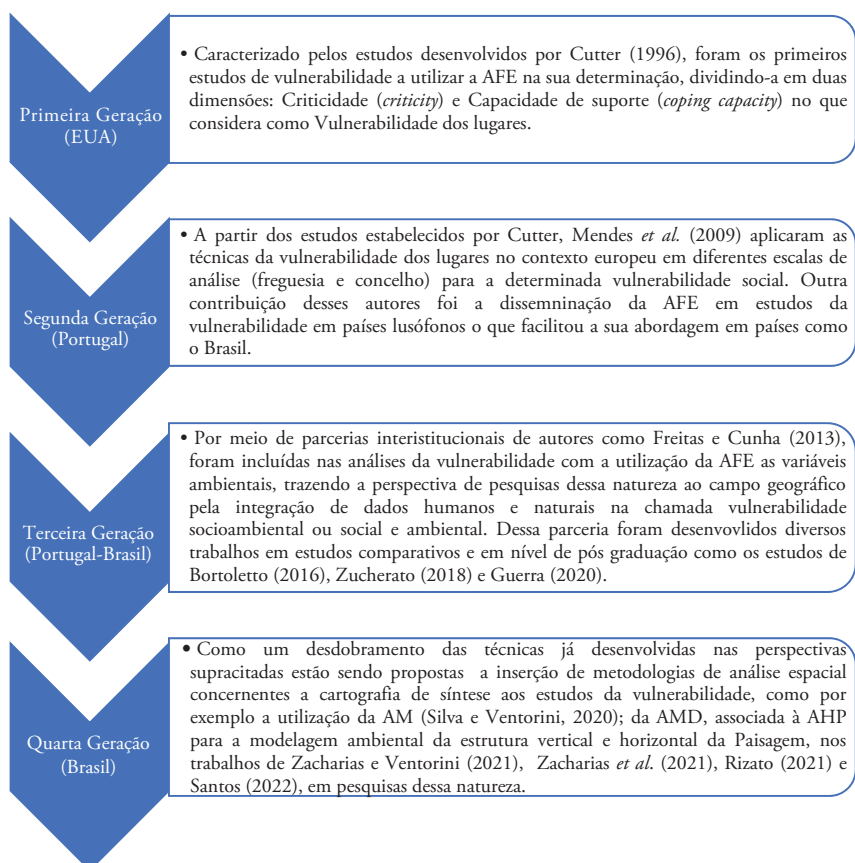 Primeira Geração
(EUA)
• Caracterizado pelos estudos desenvolvidos por Cutter (1996), foram os primeiros
estudos de vulnerabilidade a utilizar a AFE na sua determinação, dividindo-a em duas
dimensões: Criticidade (criticity) e Capacidade de suporte (coping capacity) no que
considera como Vulnerabilidade dos lugares.
Segunda Geração
(Portugal)
• A partir dos estudos estabelecidos por Cutter, Mendes et al. (2009) aplicaram as
técnicas da vulnerabilidade dos lugares no contexto europeu em diferentes escalas de
análise (freguesia e concelho) para a determinada vulnerabilidade social. Outra
contribuição desses autores foi a dissemninação da AFE em estudos da
vulnerabilidade em países lusófonos o que facilitou a sua abordagem em países como
o Brasil.
Terceira Geração
(Portugal-Brasil)
• Por meio de parcerias interistitucionais de autores como Freitas e Cunha (2013),
foram incluídas nas análises da vulnerabilidade com a utilização da AFE as variáveis
ambientais, trazendo a perspectiva de pesquisas dessa natureza ao campo geográfico
pela integração de dados humanos e naturais na chamada vulnerabilidade
socioambiental ou social e ambiental. Dessa parceria foram desenvovlidos diversos
trabalhos em estudos comparativos e em nível de pós graduação como os estudos de
Bortoletto (2016), Zucherato (2018) e Guerra (2020).
Quarta Geração
(Brasil)
• Como um desdobramento das técnicas já desenvolvidas nas perspectivas
supracitadas estão sendo propostas a inserção de metodologias de análise espacial
concernentes a cartografia de síntese aos estudos da vulnerabilidade, como por
exemplo a utilização da AM (Silva e Ventorini, 2020); da AMD, associada à AHP
para a modelagem ambiental da estrutura vertical e horizontal da Paisagem, nos
trabalhos de Zacharias e Ventorini (2021), Zacharias et al. (2021), Rizato (2021) e
Santos (2022), em pesquisas dessa natureza.